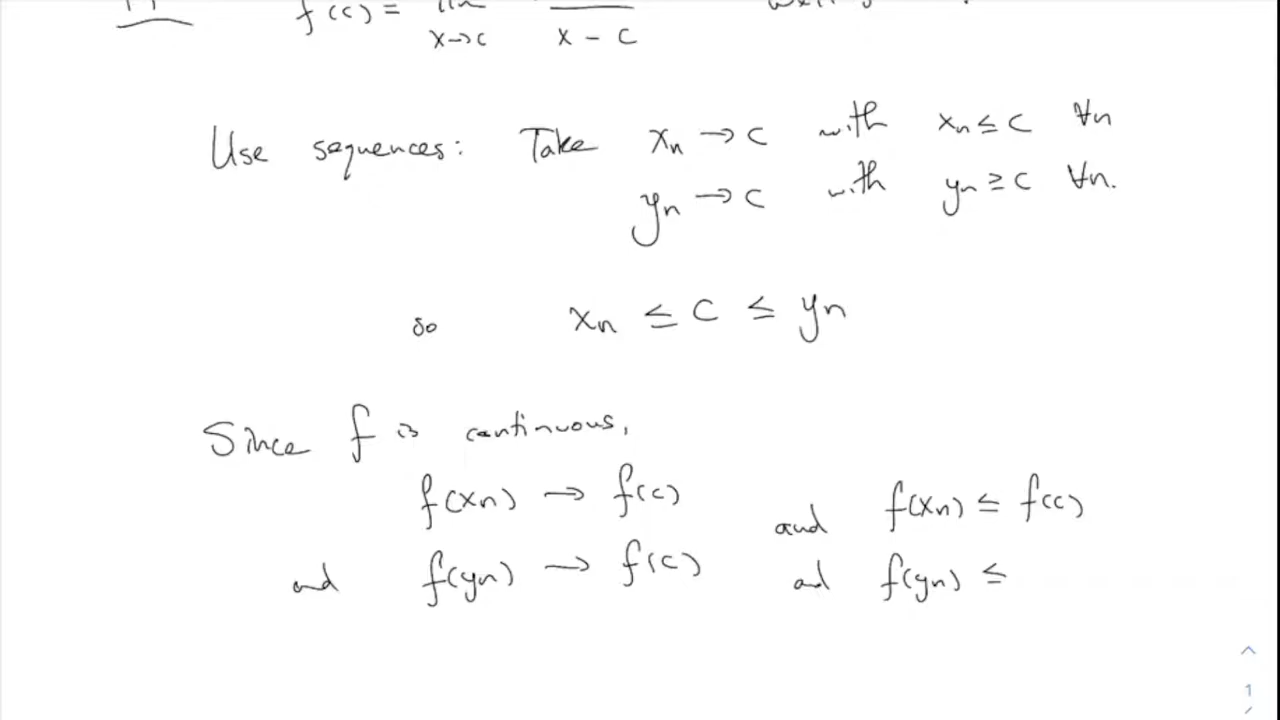 f'(c) = lim
x→c x - c
Use sequences: Take xn → c with xn ≤ c ∀n
yn → c with yn ≥ c ∀n.
so xn ≤ c ≤ yn
Since f is continuous,
f(xn) → f(c) and f(xn) ≤ f(c)
and f(yn) → f(c) and f(yn) ≤
1